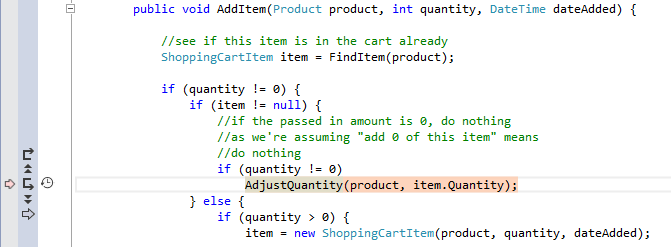 public void AddItem(Product product, int quantity, DateTime dateAdded) {
//see if this item is in the cart already
ShoppingCartItem item = FindItem(product);
if (quantity != 0) {
if (item != null) {
//if the passed in amount is 0, do nothing
//as we're assuming "add 0 of this item" means
//do nothing
if (quantity != 0)
AdjustQuantity(product, item.Quantity);
} else {
if (quantity > 0) {
item = new ShoppingCartItem(product, quantity, dateAdded);